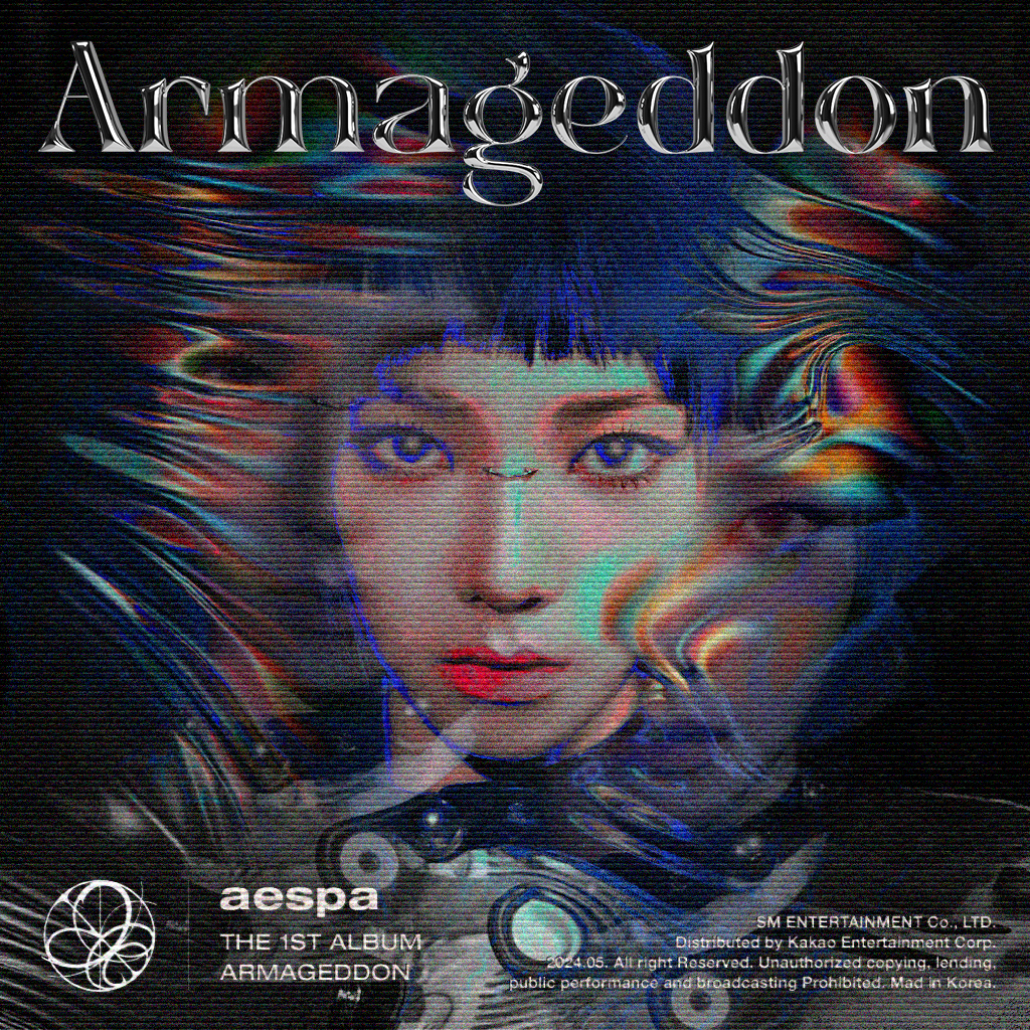 Armageddon
aespa
THE 1ST ALBUM
ARMAGEDDON
SM ENTERTAINMENT Co., LTD.
Distributed by Kakao Entertainment Corp.
2024.05. All right Reserved. Unauthorized copying, lending,
public performance and broadcasting Prohibited. Mad in Korea.